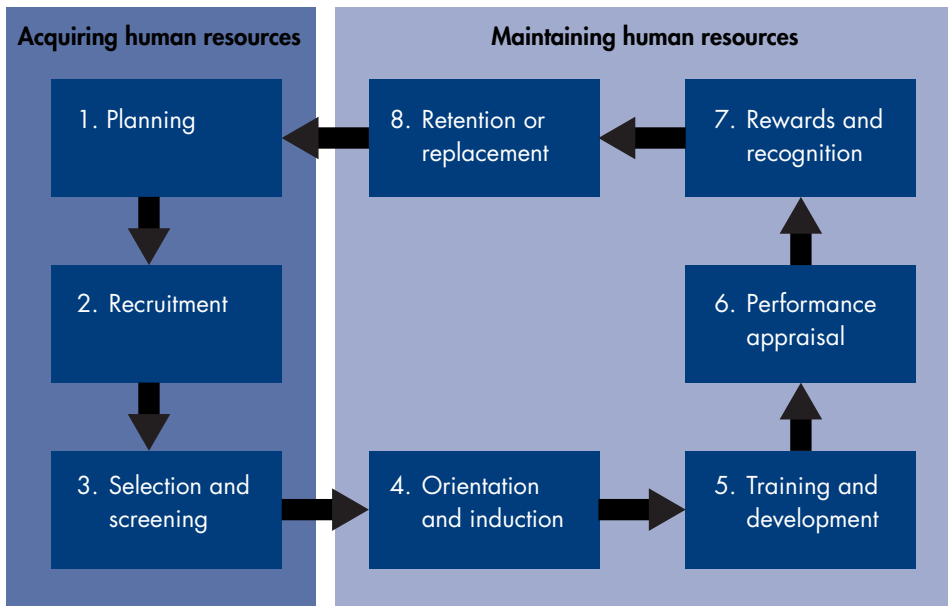 Acquiring human resources
Maintaining human resources
1. Planning
2. Recruitment
3. Selection and
screening
4. Orientation
and induction
5. Training and
development
6. Performance
appraisal
7. Rewards and
recognition
8. Retention or
replacement